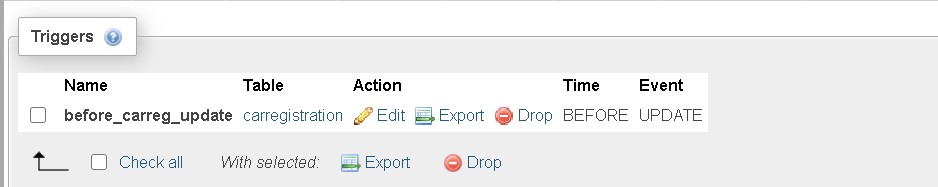 Triggers
Name Table Action Time Event
before_carreg_update carregistration Edit Export Drop BEFORE UPDATE
Check all With selected: Export Drop